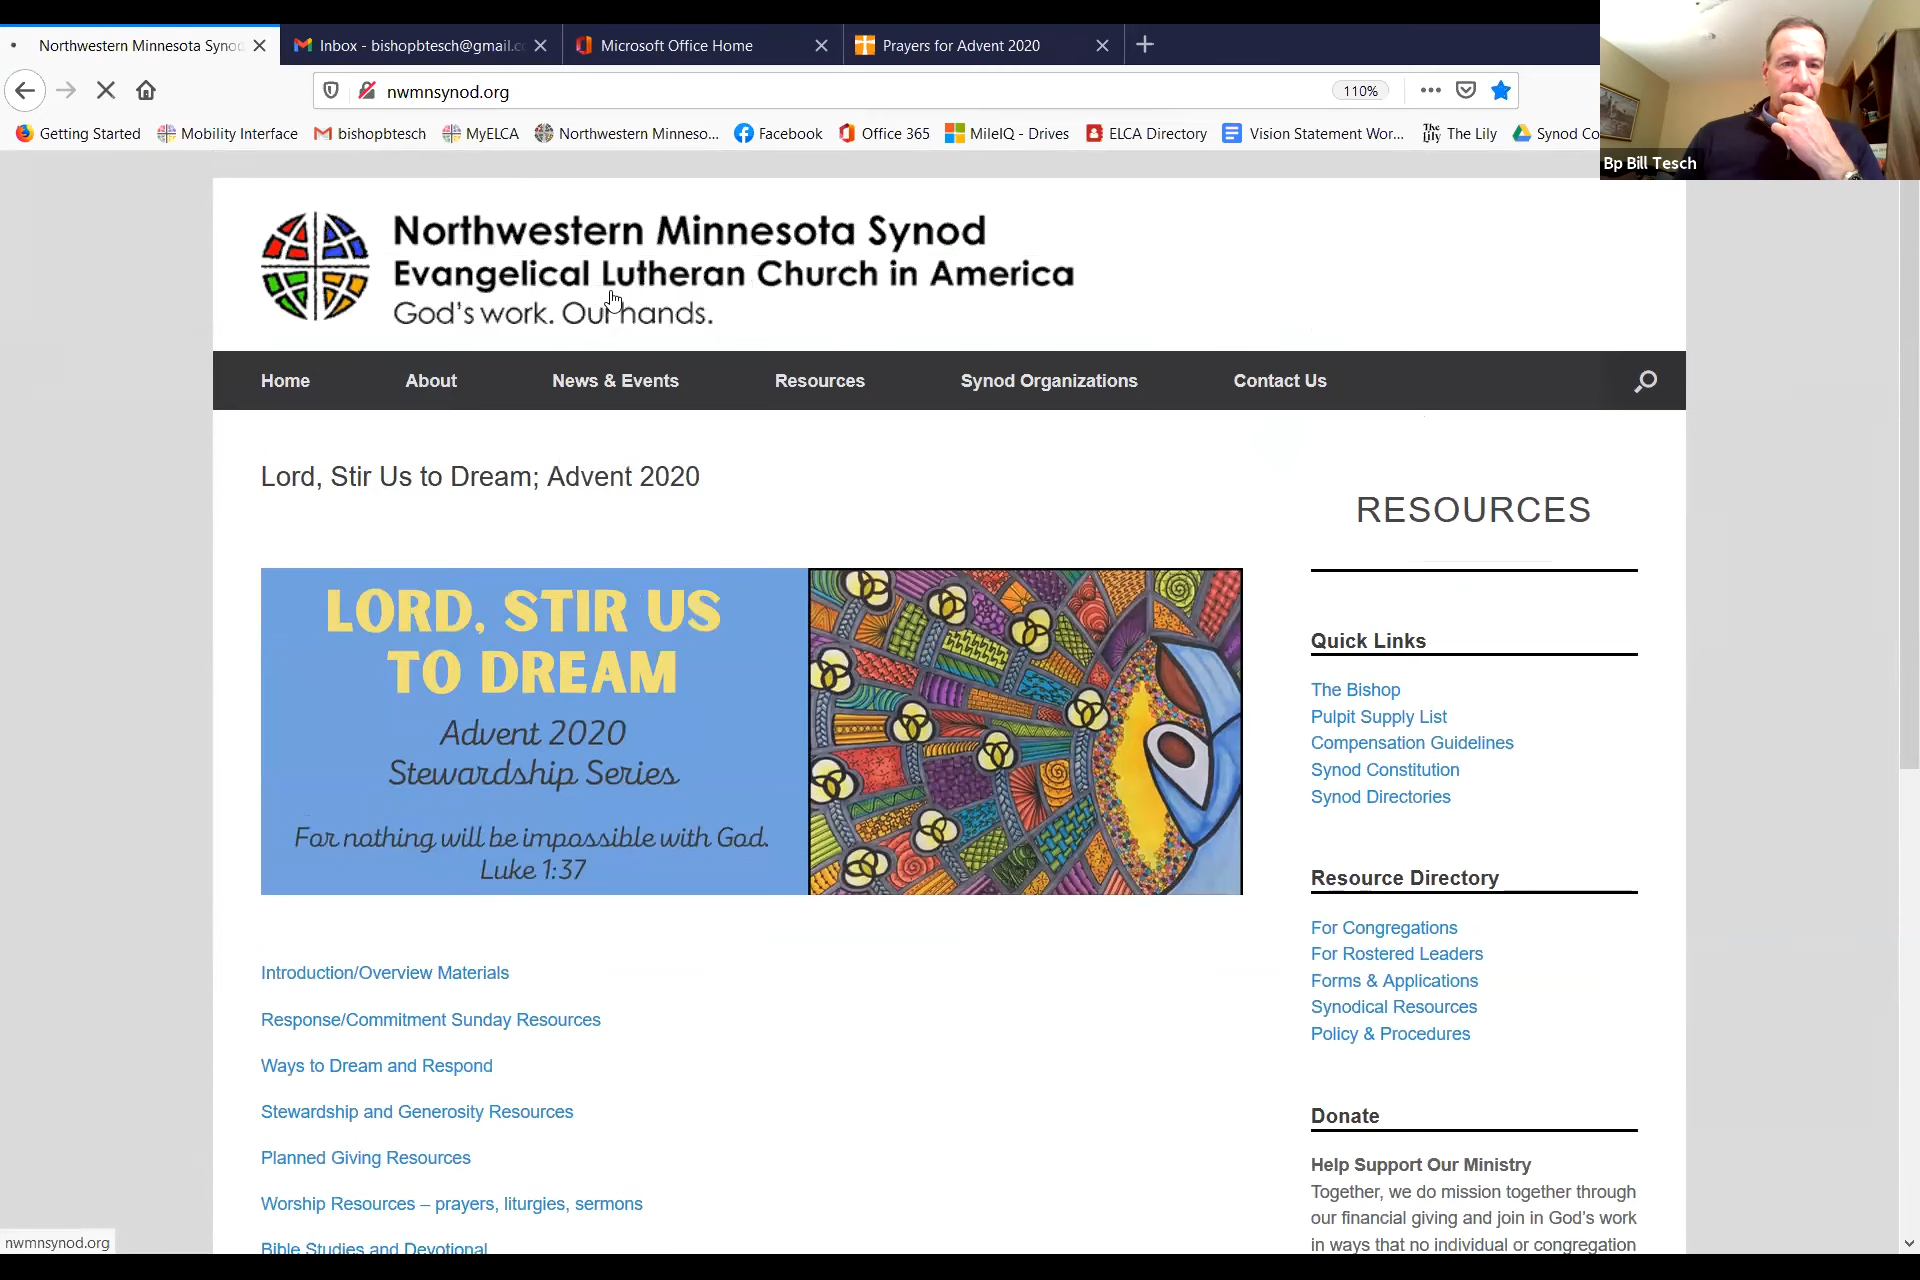 Northwestern Minnesota Synod
Inbox - bishopbtesch@gmail.c
Microsoft Office Home
Prayers for Advent 2020
nwmnsynod.org
110%
Getting Started
Mobility Interface
bishopbtesch
MyELCA
Northwestern Minneso...
Facebook
Office 365
MileIQ - Drives
ELCA Directory
Vision Statement Wor...
The Lily
The Lily
Synod Co
Bp Bill Tesch
Northwestern Minnesota Synod
Evangelical Lutheran Church in America
God's work. Our hands.
Home
About
News & Events
Resources
Synod Organizations
Contact Us
Lord, Stir Us to Dream; Advent 2020
LORD, STIR US
TO DREAM
Advent 2020
Stewardship Series
For nothing will be impossible with God.
Luke 1:37
Introduction/Overview Materials
Response/Commitment Sunday Resources
Ways to Dream and Respond
Stewardship and Generosity Resources
Planned Giving Resources
Worship Resources – prayers, liturgies, sermons
Bible Studies and Devotional
RESOURCES
Quick Links
The Bishop
Pulpit Supply List
Compensation Guidelines
Synod Constitution
Synod Directories
Resource Directory
For Congregations
For Rostered Leaders
Forms & Applications
Synodical Resources
Policy & Procedures
Donate
Help Support Our Ministry
Together, we do mission together through
our financial giving and join in God's work
in ways that no individual or congregation
nwmnsynod.org